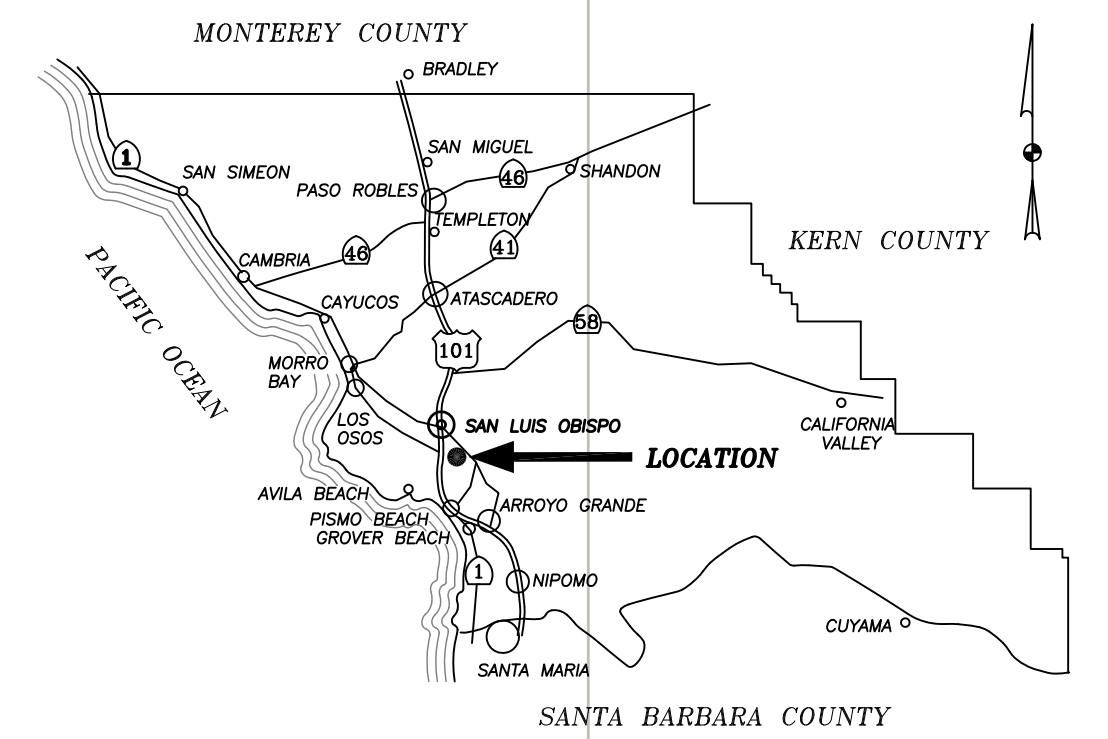 MONTEREY COUNTY
BRADLEY
1
SAN MIGUEL
SAN SIMEON
46
SHANDON
PASO ROBLES
TEMPLETON
KERN COUNTY
46
41
CAMBRIA
PACIFIC OCEAN
CAYUCOS
ATASCADERO
58
101
MORRO
BAY
LOS
OSOS
SAN LUIS OBISPO
CALIFORNIA
VALLEY
LOCATION
AVILA BEACH
ARROYO GRANDE
PISMO BEACH
GROVER BEACH
1
NIPOMO
CUYAMA
SANTA MARIA
SANTA BARBARA COUNTY